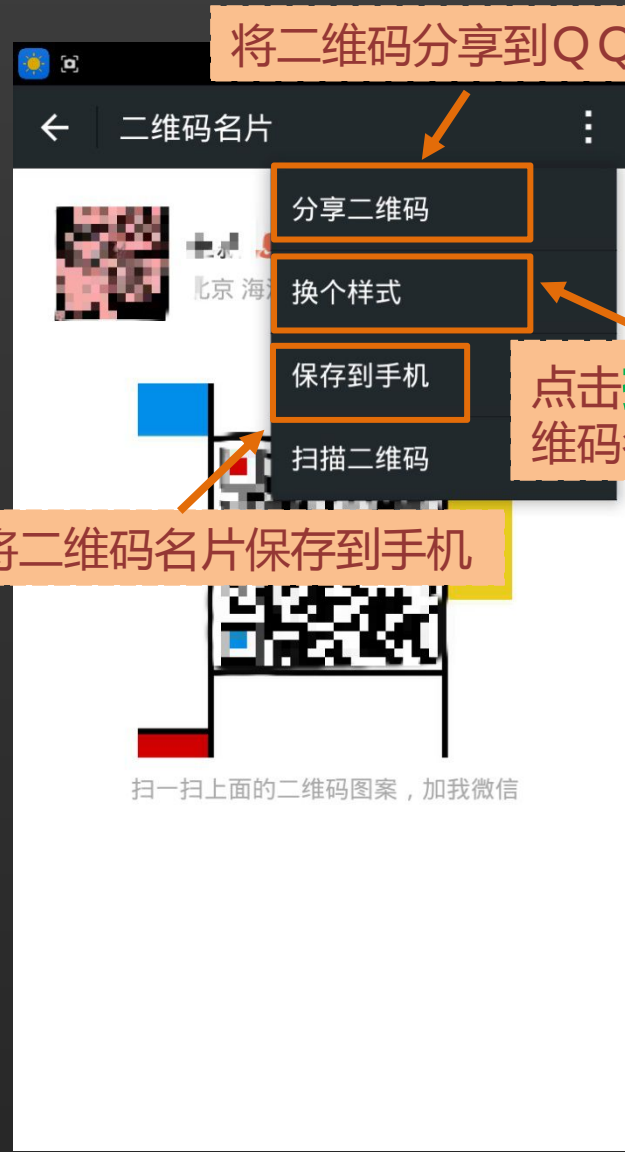 将二维码分享到QQ
二维码名片
分享二维码
北京 海
换个样式
保存到手机
点击
维码
扫描二维码
将二维码名片保存到手机
扫一扫上面的二维码图案，加我微信